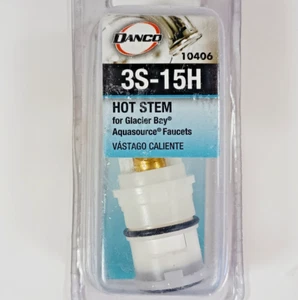 DANCO
10406
3S-15H
HOT STEM
for Glacier Bay®
Aquasource® Faucets
VÁSTAGO CALIENTE